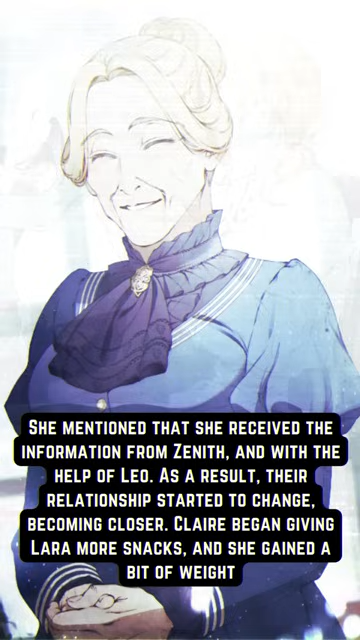 She mentioned that she received the
information from Zenith, and with the
help of Leo. As a result, their
relationship started to change,
becoming closer. Claire began giving
Lara more snacks, and she gained a
bit of weight